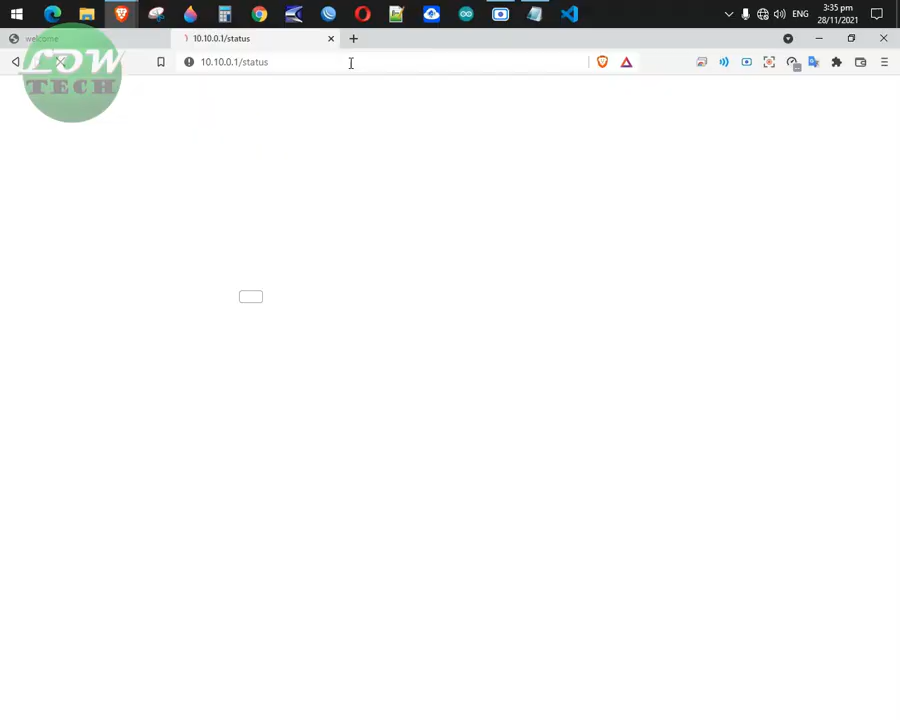 3:35 pm
ENG
28/11/2021
welcome
10.10.0.1/status
10.10.0.1/status
LOW
TECH